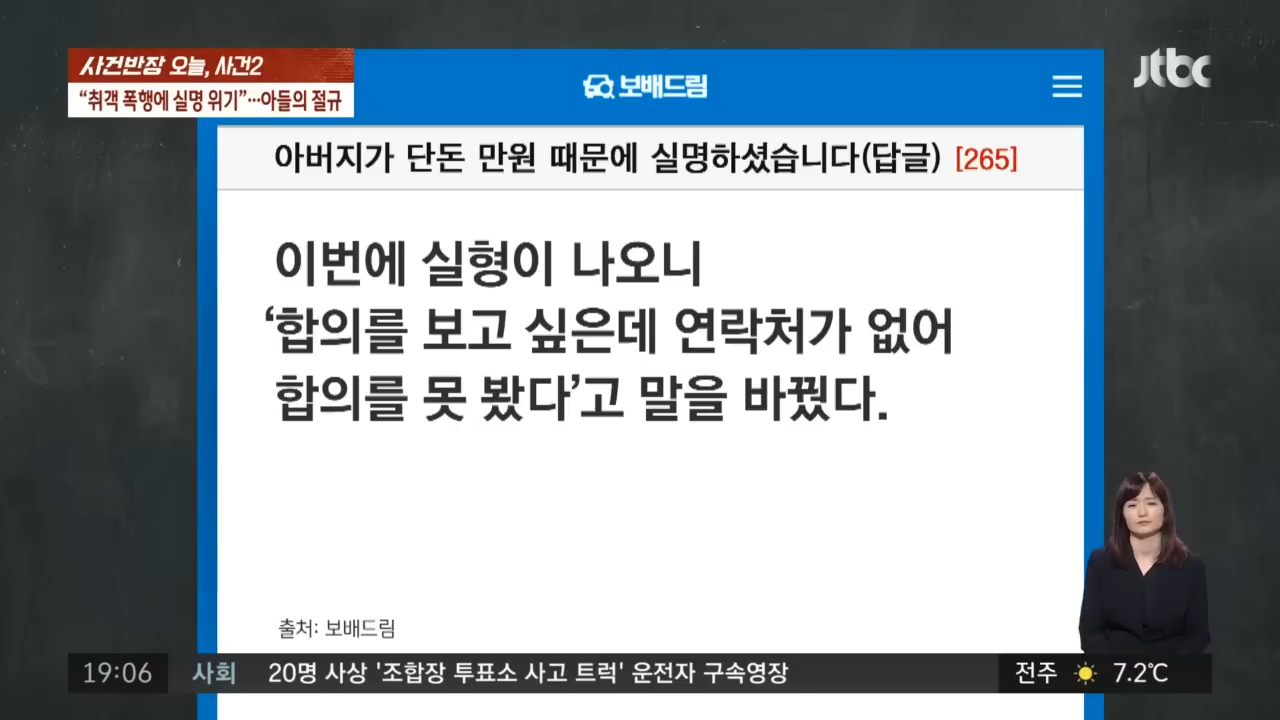 사건반장 오늘, 사건2
“취객 폭행에 실명 위기”…아들의 절규
보배드림
jtbc
아버지가 단돈 만원 때문에 실명하셨습니다(답글) [265]
이번에 실형이 나오니
‘합의를 보고 싶은데 연락처가 없어
합의를 못 봤다’고 말을 바꿨다.
출처: 보배드림
19:06 사회 20명 사상 '조합장 투표소 사고 트럭' 운전자 구속영장 전주 7.2℃